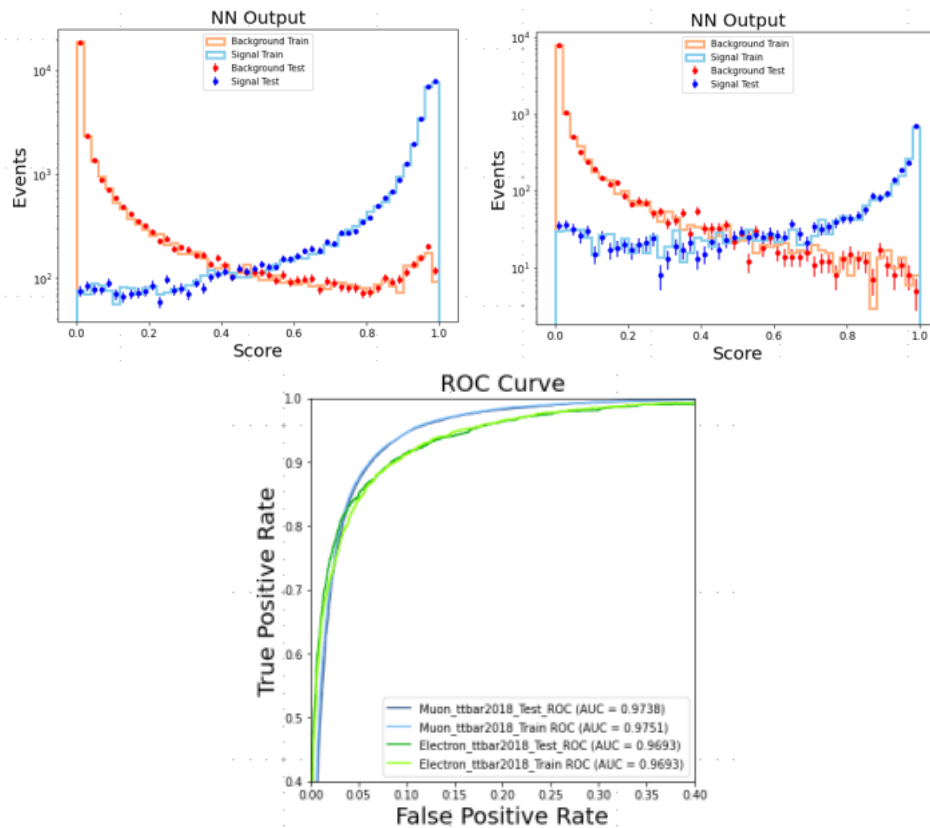 NN Output
Background Train
Signal Train
Background Test
Signal Test
10^4
10^3
10^2
Events
0.0 0.2 0.4 0.6 0.8 1.0
Score
NN Output
Background Train
Signal Train
Background Test
Signal Test
10^4
10^3
10^2
10^1
Events
0.0 0.2 0.4 0.6 0.8 1.0
Score
ROC Curve
1.0
0.9
0.8
0.7
0.6
0.5
0.4
True Positive Rate
Muon_ttbar2018_Test_ROC (AUC = 0.9738)
Muon_ttbar2018_Train ROC (AUC = 0.9751)
Electron_ttbar2018_Test_ROC (AUC = 0.9693)
Electron_ttbar2018_Train ROC (AUC = 0.9693)
0.00 0.05 0.10 0.15 0.20 0.25 0.30 0.35 0.40
False Positive Rate